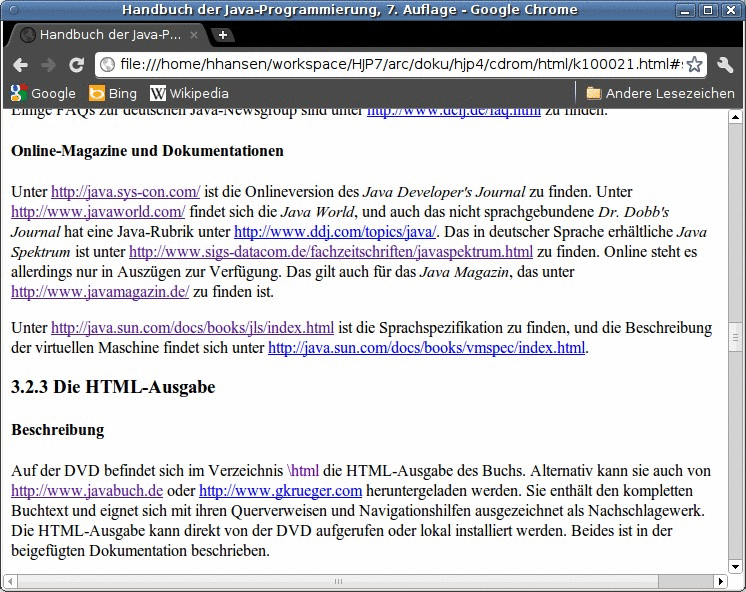 Handbuch der Java-Programmierung, 7. Auflage - Google Chrome
Handbuch der Java-P...
file:///home/hhansen/workspace/HJP7/arc/doku/hjp4/cdrom/html/k100021.html#:
Google Bing Wikipedia Andere Lesezeichen
Einige FAQs zur deutschen Java-Newsgroup sind unter http://www.dclj.de/faq.html zu finden.
Online-Magazine und Dokumentationen
Unter http://java.sys-con.com/ ist die Onlineversion des Java Developer's Journal zu finden. Unter
http://www.javaworld.com/ findet sich die Java World, und auch das nicht sprachgebundene Dr. Dobb's
Journal hat eine Java-Rubrik unter http://www.ddj.com/topics/java/. Das in deutscher Sprache erhältliche Java
Spektrum ist unter http://www.sigs-datacom.de/fachzeitschriften/javaspektrum.html zu finden. Online steht es
allerdings nur in Auszügen zur Verfügung. Das gilt auch für das Java Magazin, das unter
http://www.javamagazin.de/ zu finden ist.
Unter http://java.sun.com/docs/books/jls/index.html ist die Sprachspezifikation zu finden, und die Beschreibung
der virtuellen Maschine findet sich unter http://java.sun.com/docs/books/vmspec/index.html.
3.2.3 Die HTML-Ausgabe
Beschreibung
Auf der DVD befindet sich im Verzeichnis \html die HTML-Ausgabe des Buchs. Alternativ kann sie auch von
http://www.javabuch.de oder http://www.gkrueger.com heruntergeladen werden. Sie enthält den kompletten
Buchtext und eignet sich mit ihren Querverweisen und Navigationshilfen ausgezeichnet als Nachschlagewerk.
Die HTML-Ausgabe kann direkt von der DVD aufgerufen oder lokal installiert werden. Beides ist in der
beigefügten Dokumentation beschrieben.